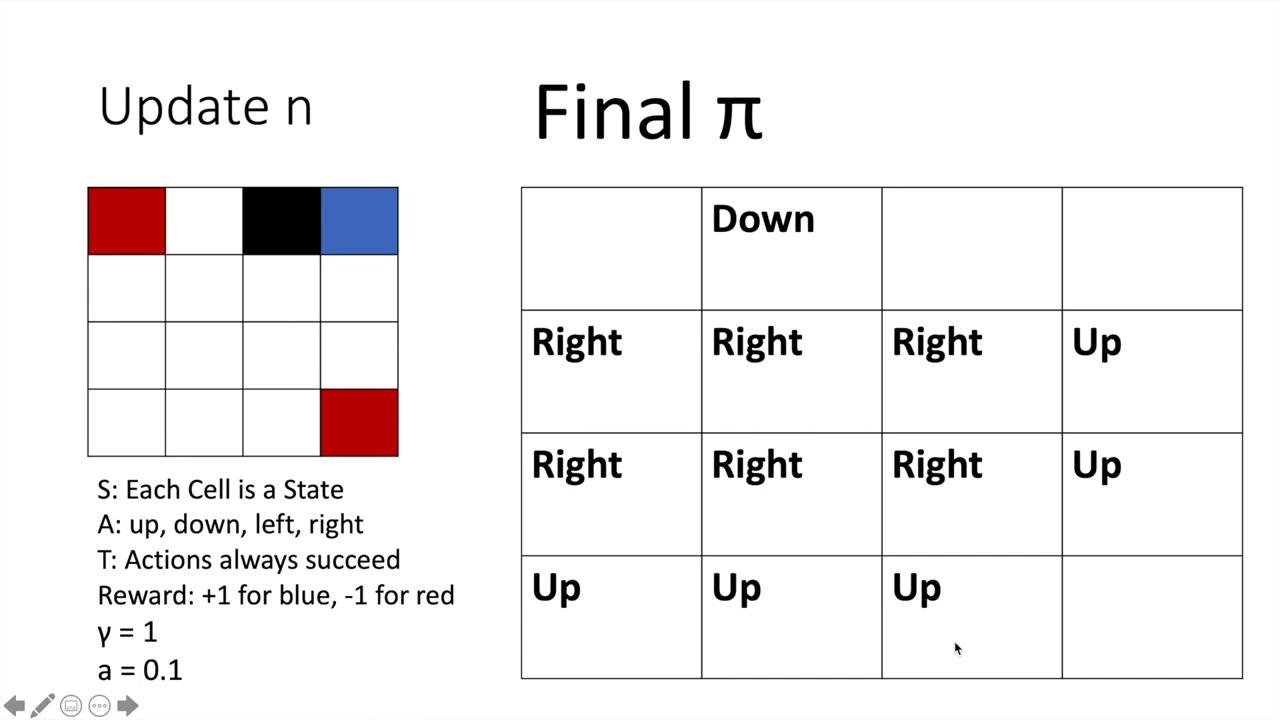 Update n
Final π
Down
Right Right Right Up
Right Right Right Up
Up Up Up
S: Each Cell is a State
A: up, down, left, right
T: Actions always succeed
Reward: +1 for blue, -1 for red
γ = 1
a = 0.1